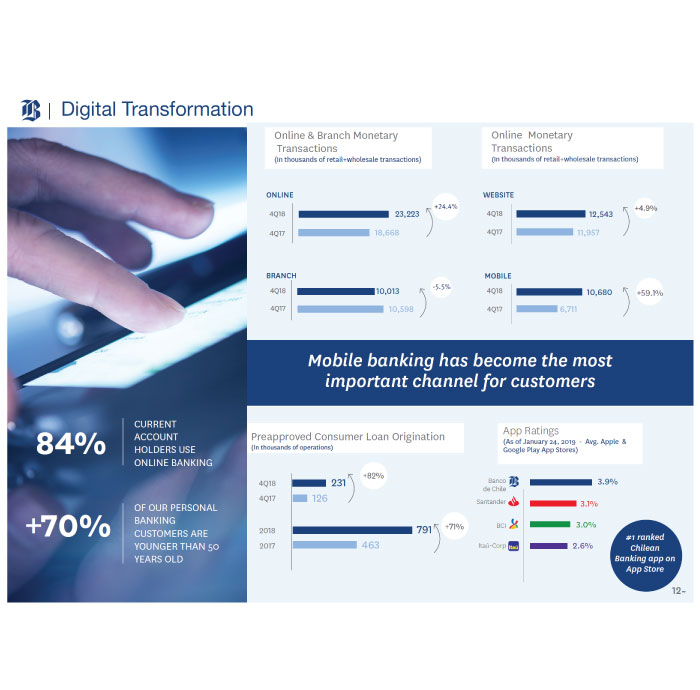 B | Digital Transformation
Online & Branch Monetary
Transactions
(In thousands of retail+wholesale transactions)
ONLINE
4Q18 23,223
4Q17 18,668
+24.4%
BRANCH
4Q18 10,013
4Q17 10,598
-5.5%
Online Monetary
Transactions
(In thousands of retail+wholesale transactions)
WEBSITE
4Q18 12,543
4Q17 11,957
+4.9%
MOBILE
4Q18 10,680
4Q17 6,711
+59.1%
Mobile banking has become the most
important channel for customers
84%
CURRENT
ACCOUNT
HOLDERS USE
ONLINE BANKING
+70%
OF OUR PERSONAL
BANKING
CUSTOMERS ARE
YOUNGER THAN 50
YEARS OLD
Preapproved Consumer Loan Origination
(In thousands of operations)
4Q18 231
4Q17 126
+82%
2018 791
2017 463
+71%
App Ratings
(As of January 24, 2019 - Avg. Apple &
Google Play App Stores)
Banco
de Chile 3.9%
Santander 3.1%
BCI 3.0%
Itaú-Corp Itaú 2.6%
#1 ranked
Chilean
Banking app on
App Store
12~